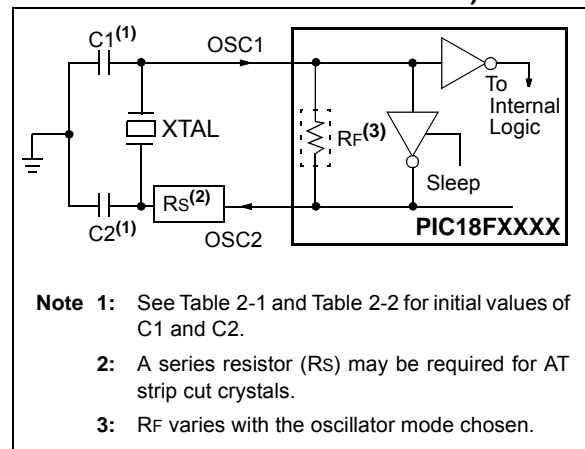 C1(1)
OSC1
To
Internal
Logic
XTAL
RF(3)
Sleep
RS(2)
C2(1)
OSC2
PIC18FXXXX
Note 1: See Table 2-1 and Table 2-2 for initial values of
C1 and C2.
2: A series resistor (RS) may be required for AT
strip cut crystals.
3: RF varies with the oscillator mode chosen.